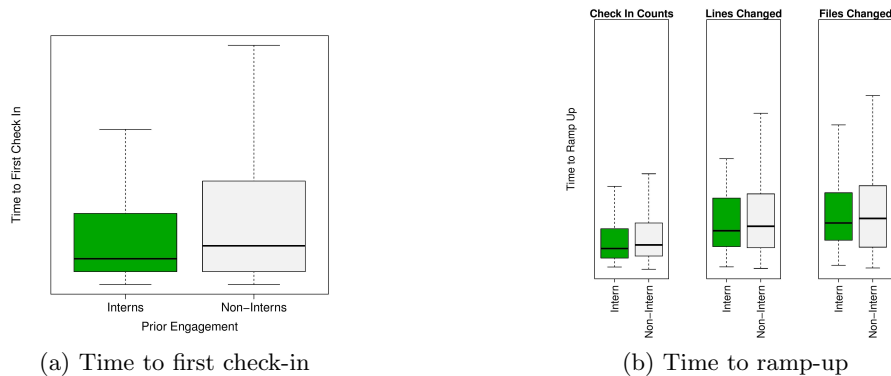 Time to First Check In
Interns
Non−Interns
Prior Engagement
(a) Time to first check-in
Check In Counts
Lines Changed
Files Changed
Time to Ramp Up
Intern
Non−Intern
Intern
Non−Intern
Intern
Non−Intern
(b) Time to ramp-up